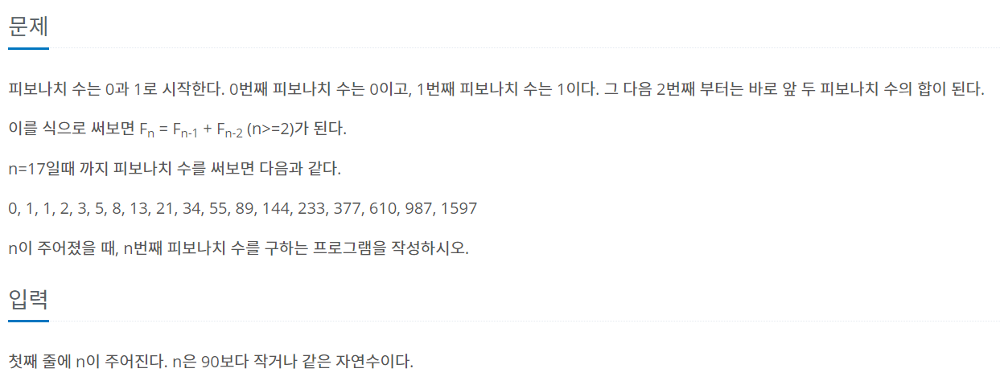 문제
피보나치 수는 0과 1로 시작한다. 0번째 피보나치 수는 0이고, 1번째 피보나치 수는 1이다. 그 다음 2번째 부터는 바로 앞 두 피보나치 수의 합이 된다.
이를 식으로 써보면 Fn = Fn-1 + Fn-2 (n>=2)가 된다.
n=17일때 까지 피보나치 수를 써보면 다음과 같다.
0, 1, 1, 2, 3, 5, 8, 13, 21, 34, 55, 89, 144, 233, 377, 610, 987, 1597
n이 주어졌을 때, n번째 피보나치 수를 구하는 프로그램을 작성하시오.
입력
첫째 줄에 n이 주어진다. n은 90보다 작거나 같은 자연수이다.